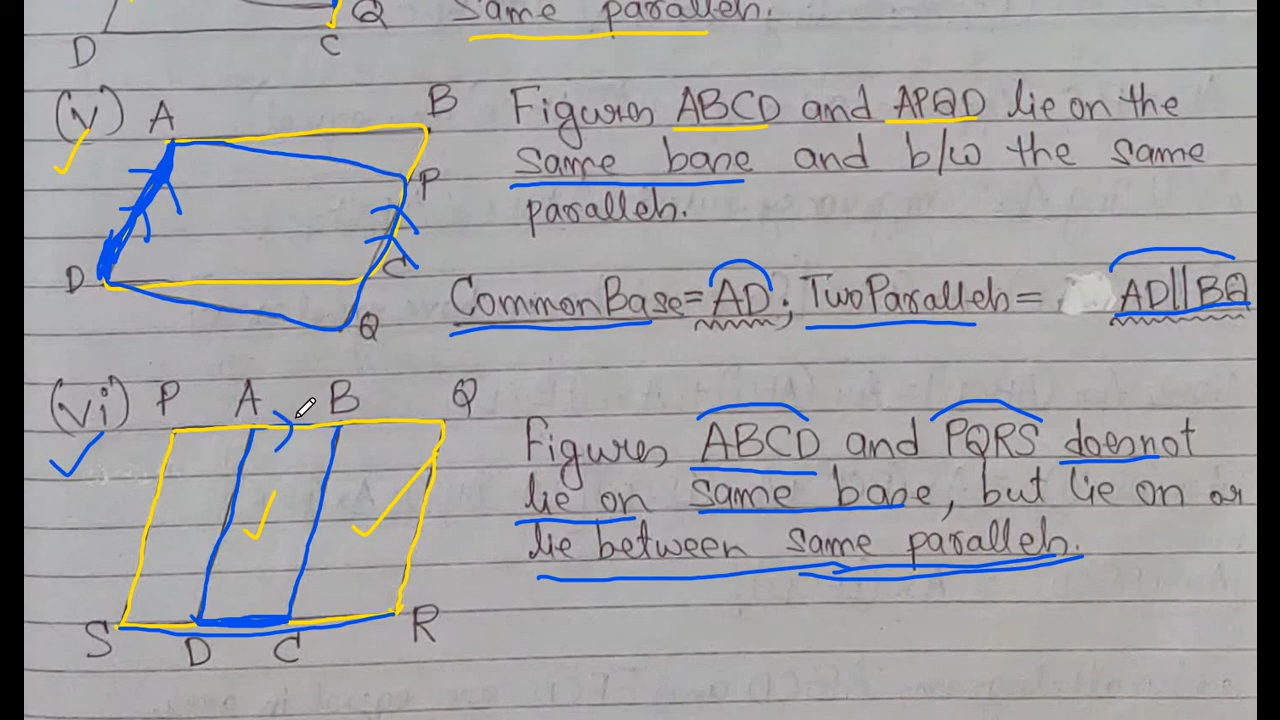 D
Q
C
same parallels.
(v)
A
B
Figures ABCD and APQD lie on the
same base and b/w the same
parallels.
P
D
C
Q
Common Base = AD; Two Parallels = AD||BQ
(vi)
P A B Q
Figures ABCD and PQRS does not
lie on same base, but lie on or
lie between same parallels.
S D C R